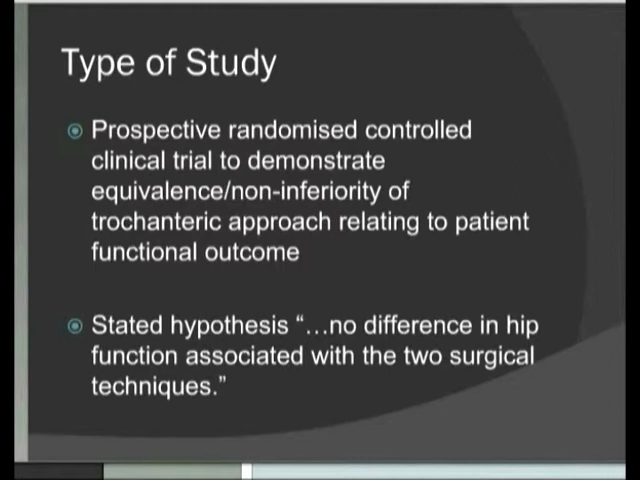 Type of Study
Prospective randomised controlled
clinical trial to demonstrate
equivalence/non-inferiority of
trochanteric approach relating to patient
functional outcome
Stated hypothesis “…no difference in hip
function associated with the two surgical
techniques.”